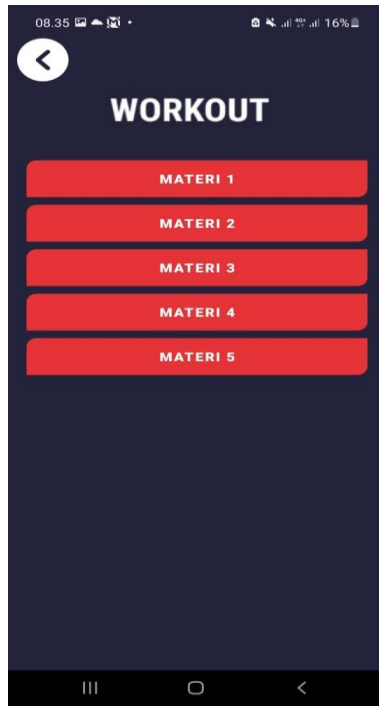 08.35
16%
WORKOUT
MATERI 1
MATERI 2
MATERI 3
MATERI 4
MATERI 5